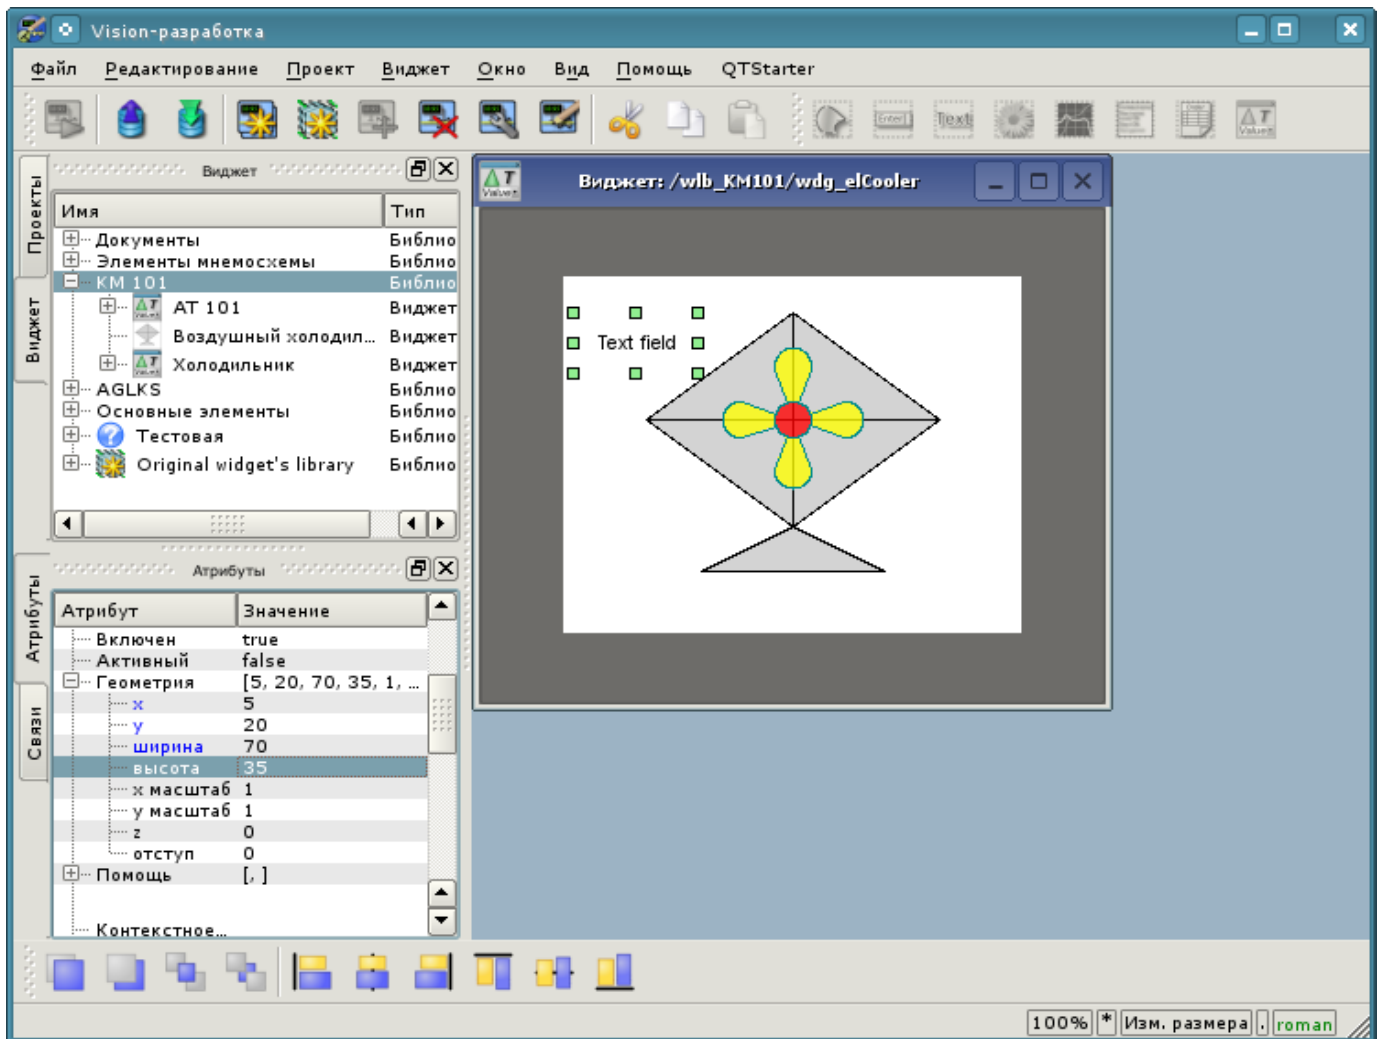 Vision-разработка
Файл Редактирование Проект Виджет Окно Вид Помощь QTStarter
Проекты
Виджет
Виджет
Имя Тип
Документы Библио
Элементы мнемосхемы Библио
КМ 101 Библио
АТ 101 Виджет
Воздушный холодил... Виджет
Холодильник Виджет
AGLKS Библио
Основные элементы Библио
Тестовая Библио
Original widget's library Библио
Виджет: /wlb_KM101/wdg_elCooler
Text field
Атрибуты
Связи
Атрибуты
Атрибут Значение
Включен true
Активный false
Геометрия [5, 20, 70, 35, 1, ...
x 5
y 20
ширина 70
высота 35
x масштаб 1
y масштаб 1
z 0
отступ 0
Помощь [, ]
Контекстное...
100% * Изм. размера . roman